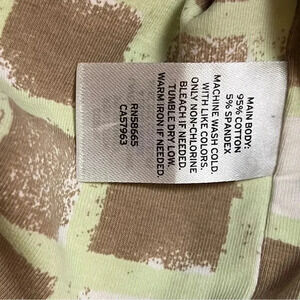 MAIN BODY:
95% COTTON
5% SPANDEX
MACHINE WASH COLD.
WITH LIKE COLORS.
ONLY NON-CHLORINE
BLEACH IF NEEDED.
TUMBLE DRY LOW.
WARM IRON IF NEEDED.
RN58665
CA57963